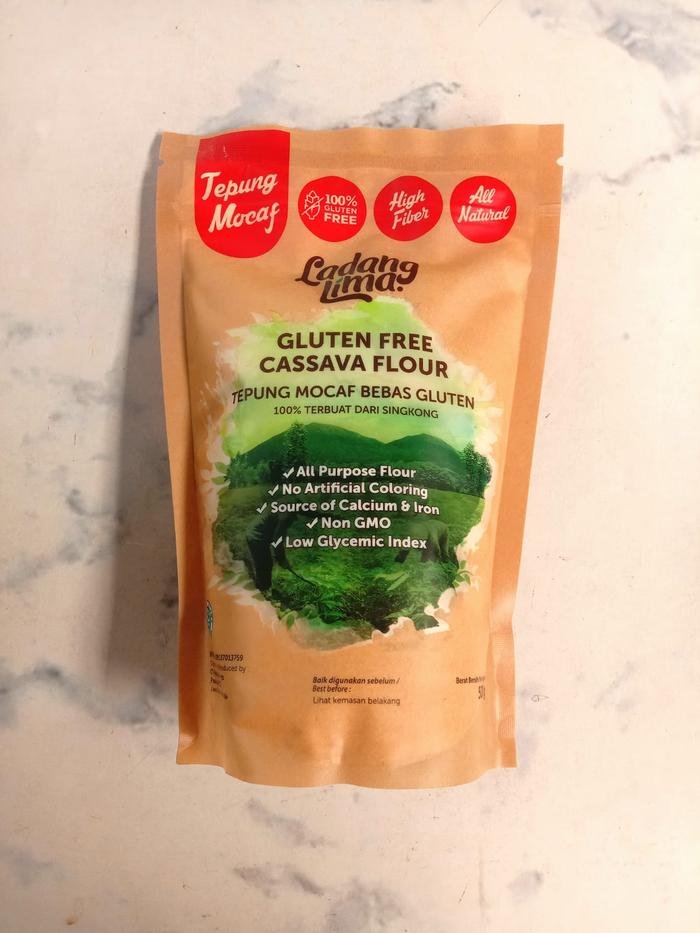 Tepung
Mocaf
100%
GLUTEN
FREE
High
Fiber
All
Natural
Ladang
Lima
GLUTEN FREE
CASSAVA FLOUR
TEPUNG MOCAF BEBAS GLUTEN
100% TERBUAT DARI SINGKONG
All Purpose Flour
No Artificial Coloring
Source of Calcium & Iron
Non GMO
Low Glycemic Index
Baik digunakan sebelum /
Best before :
Lihat kemasan belakang
Berat Bersih